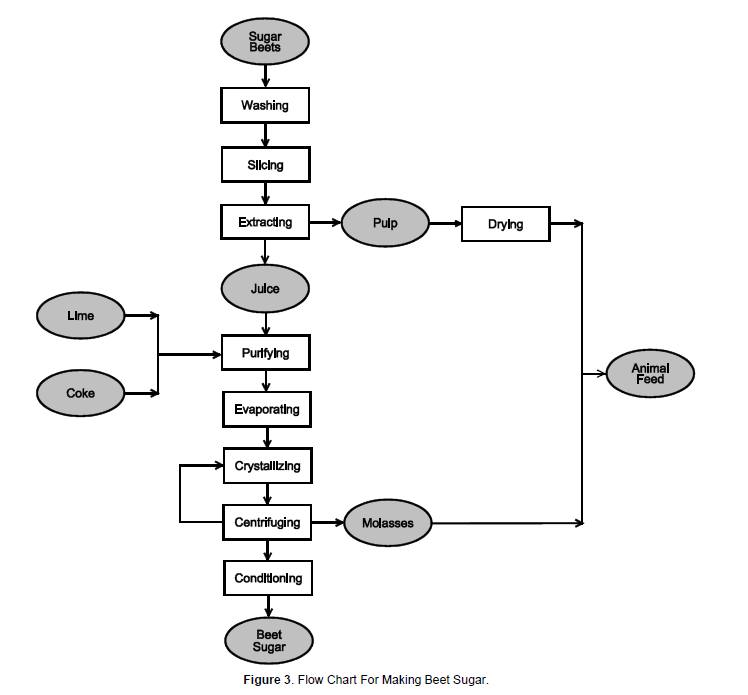 Sugar
Beets
Washing
Slicing
Extracting
Pulp
Drying
Juice
Lime
Purifying
Coke
Animal
Feed
Evaporating
Crystallizing
Centrifuging
Molasses
Conditioning
Beet
Sugar
Figure 3. Flow Chart For Making Beet Sugar.